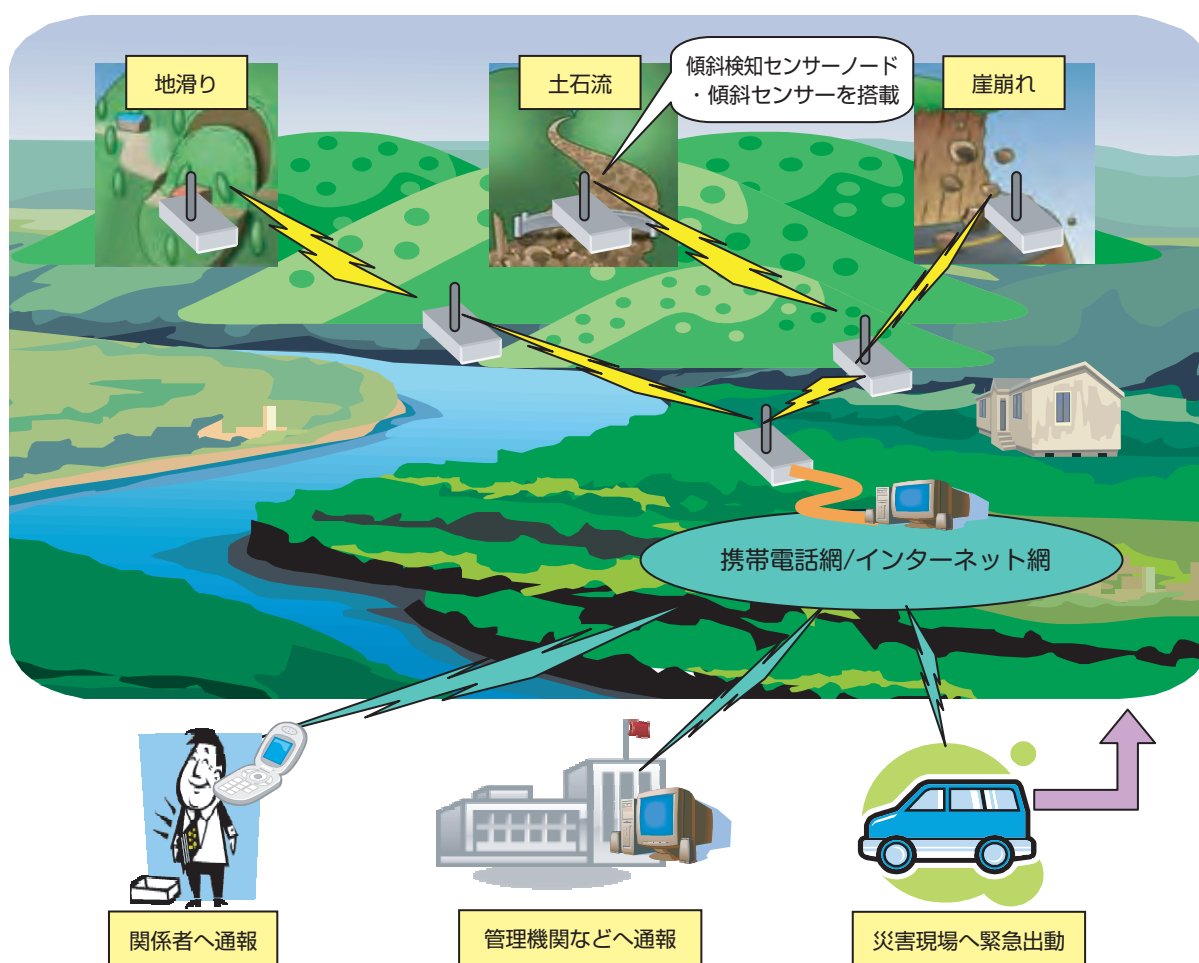 地滑り
土石流
傾斜検知センサーノード
・傾斜センサーを搭載
崖崩れ
携帯電話網/インターネット網
関係者へ通報
管理機関などへ通報
災害現場へ緊急出動